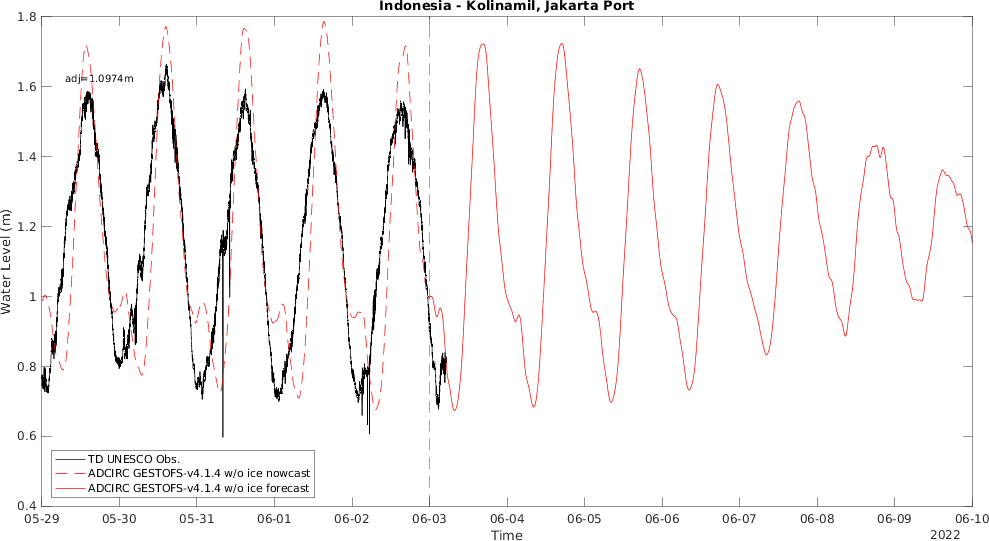 Indonesia - Kolinamil, Jakarta Port
1.8
1.6
1.4
1.2
1
0.8
0.6
0.4
Water Level (m)
adj=1.0974m
TD UNESCO Obs.
ADCIRC GESTOFS-v4.1.4 w/o ice nowcast
ADCIRC GESTOFS-v4.1.4 w/o ice forecast
05-29 05-30 05-31 06-01 06-02 06-03 06-04 06-05 06-06 06-07 06-08 06-09 06-10
Time
2022